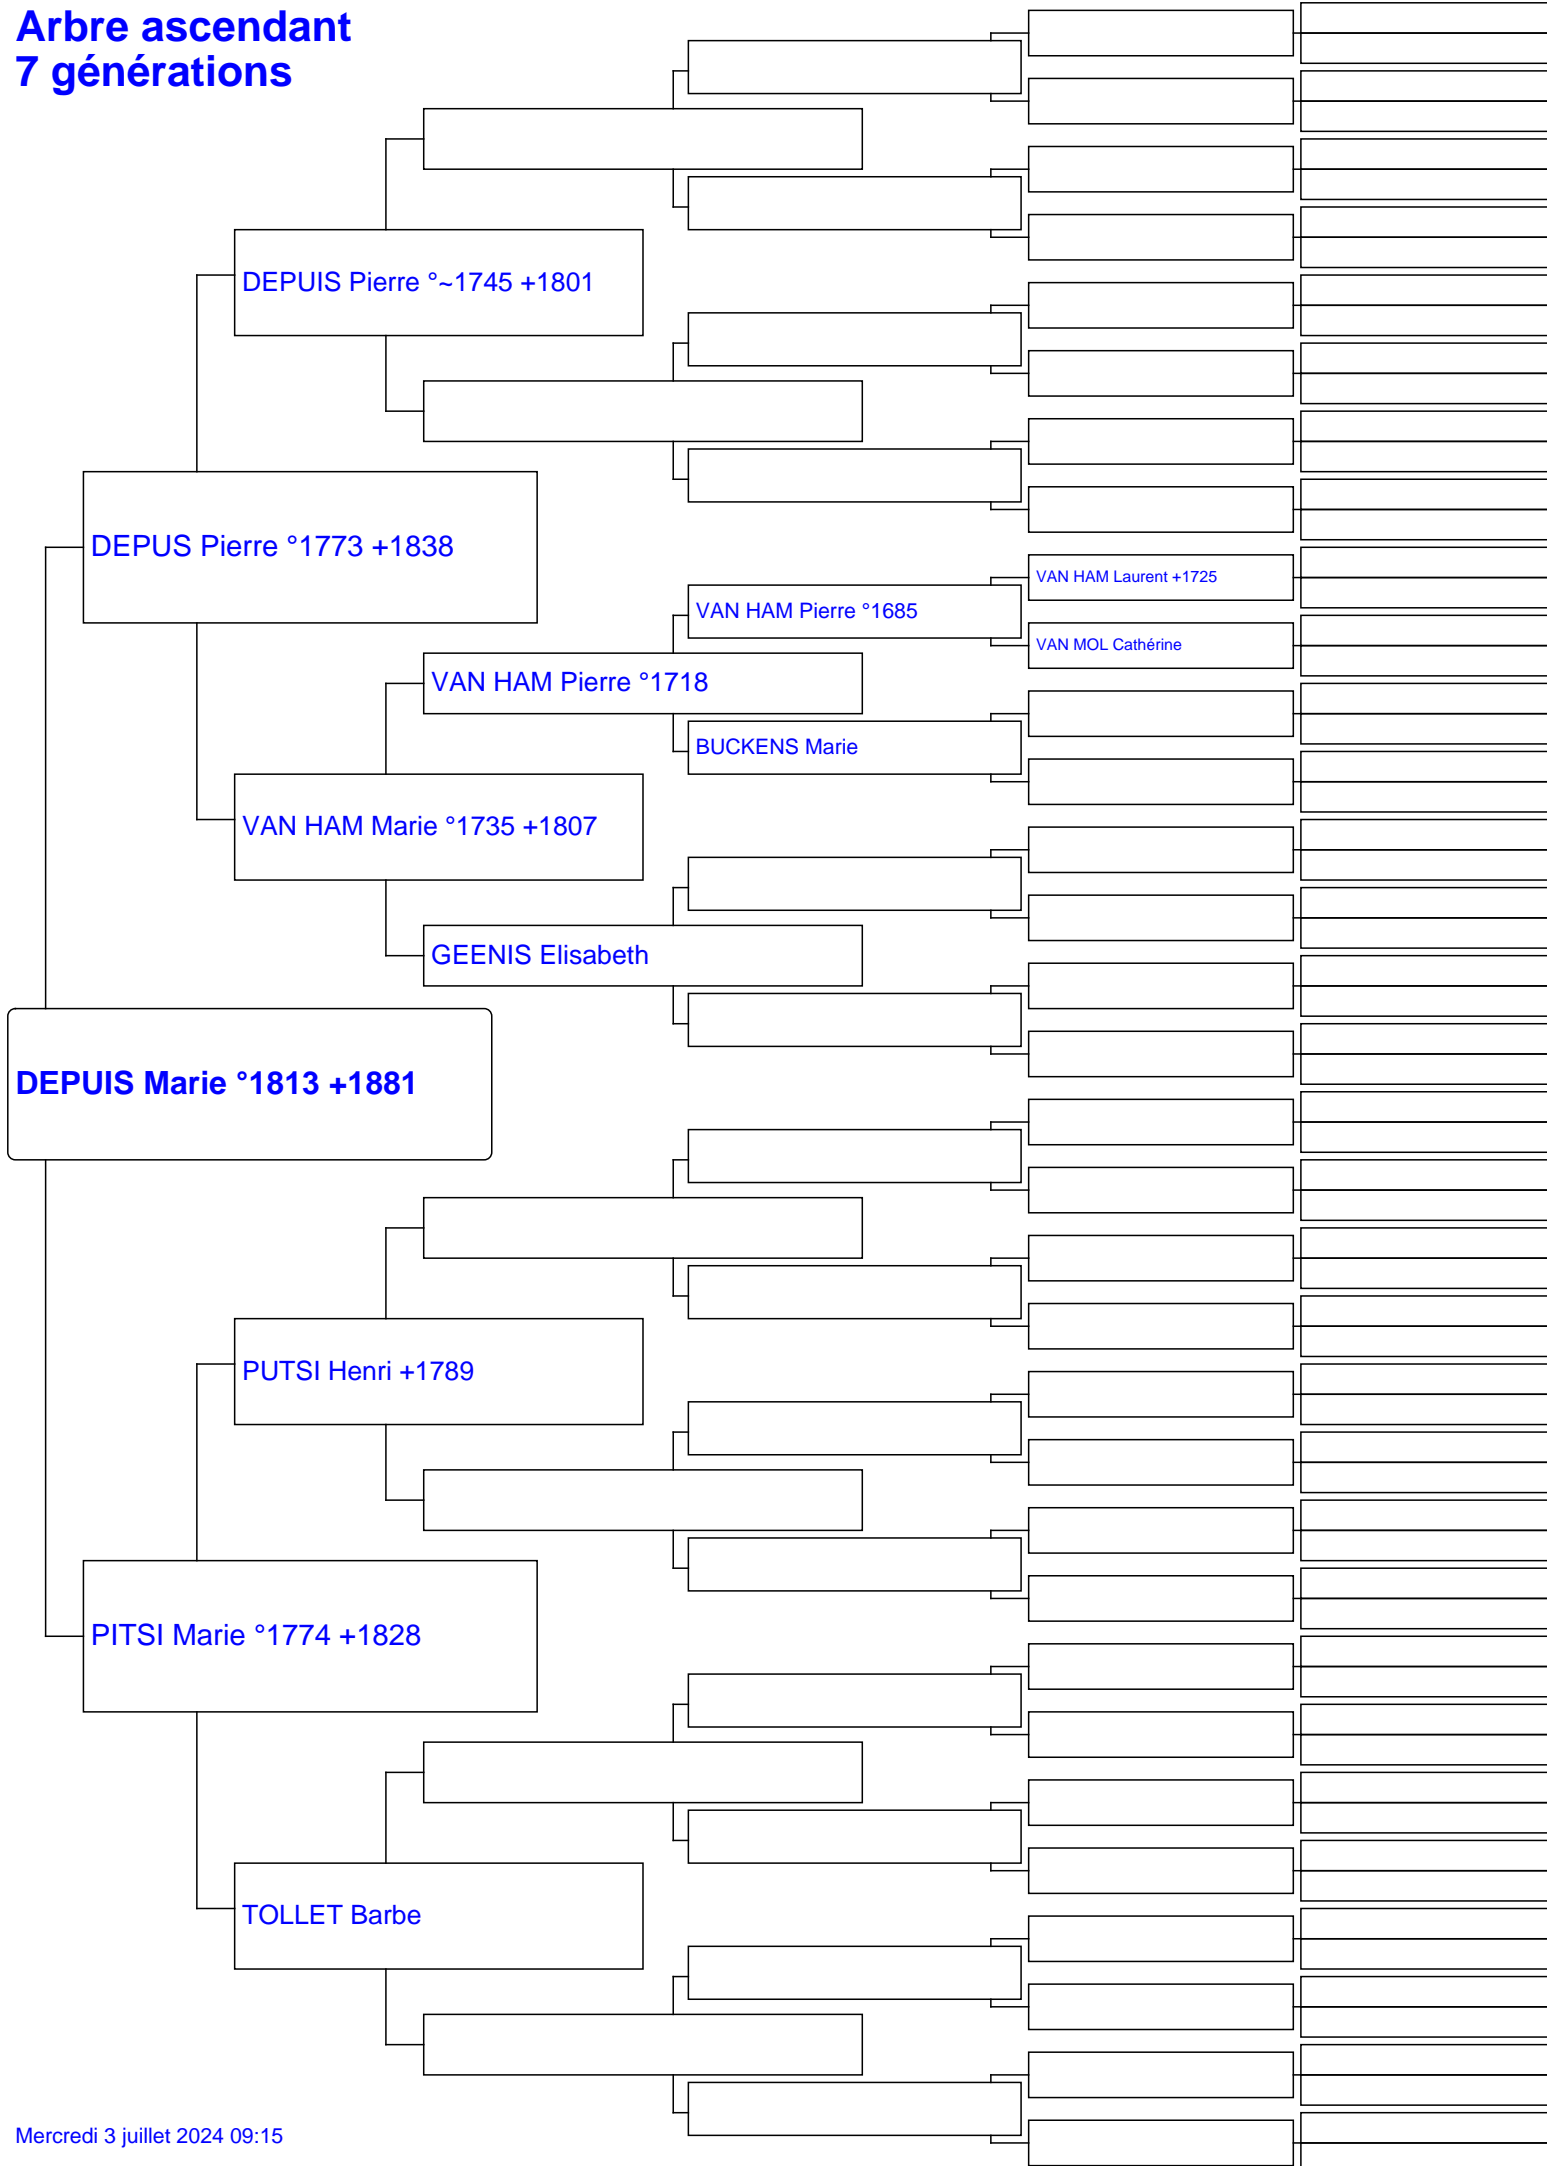 Arbre ascendant
7 générations
DEPUIS Pierre °~1745 +1801
DEPUS Pierre °1773 +1838
VAN HAM Laurent +1725
VAN HAM Pierre °1685
VAN MOL Cathérine
VAN HAM Pierre °1718
BUCKENS Marie
VAN HAM Marie °1735 +1807
GEENIS Elisabeth
DEPUIS Marie °1813 +1881
PUTSI Henri +1789
PITSI Marie °1774 +1828
TOLLET Barbe
Mercredi 3 juillet 2024 09:15